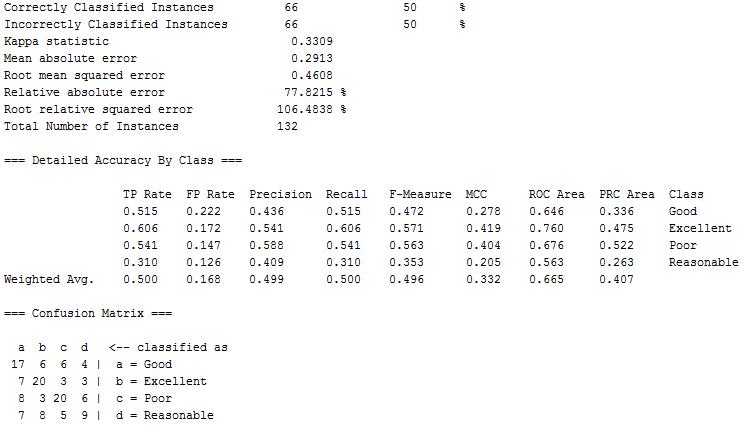 Correctly Classified Instances 66 50 %
Incorrectly Classified Instances 66 50 %
Kappa statistic 0.3309
Mean absolute error 0.2913
Root mean squared error 0.4608
Relative absolute error 77.8215 %
Root relative squared error 106.4838 %
Total Number of Instances 132
=== Detailed Accuracy By Class ===
TP Rate FP Rate Precision Recall F-Measure MCC ROC Area PRC Area Class
0.515 0.222 0.436 0.515 0.472 0.278 0.646 0.336 Good
0.606 0.172 0.541 0.606 0.571 0.419 0.760 0.475 Excellent
0.541 0.147 0.588 0.541 0.563 0.404 0.676 0.522 Poor
0.310 0.126 0.409 0.310 0.353 0.205 0.563 0.263 Reasonable
Weighted Avg. 0.500 0.168 0.499 0.500 0.496 0.332 0.665 0.407
=== Confusion Matrix ===
a b c d <-- classified as
17 6 6 4 | a = Good
7 20 3 3 | b = Excellent
8 3 20 6 | c = Poor
7 8 5 9 | d = Reasonable